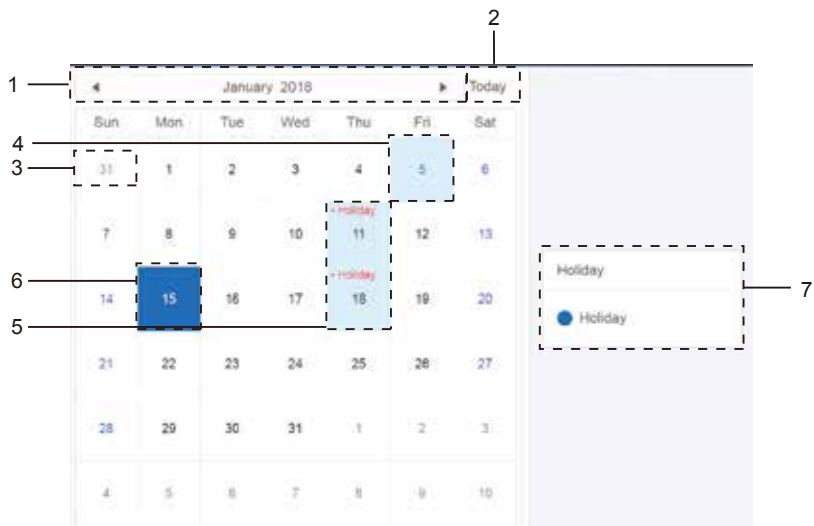 2
1
January 2018
Today
Sun Mon Tue Wed Thu Fri Sat
4
3
31 1 2 3 4 5 6
• Holiday
7 8 9 10 11 12 13
• Holiday
6
14 15 16 17 18 19 20
5
Holiday
Holiday
7
21 22 23 24 25 26 27
28 29 30 31 1 2 3
4 5 6 7 8 9 10